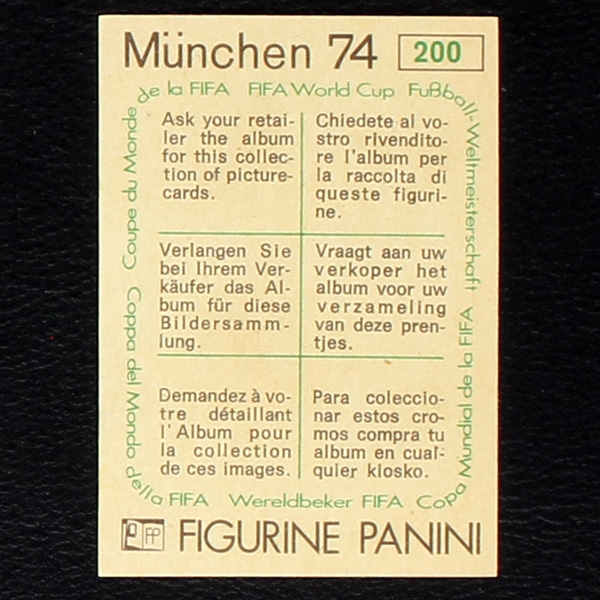 München 74 200
de la FIFA FIFA World Cup Fußball-Weltmeisterschaft
Ask your retai-
ler the album
for this collec-
tion of picture-
cards.
Chiedete al vo-
stro rivendito-
re l'album per
la raccolta di
queste figuri-
ne.
Verlangen Sie
bei Ihrem Ver-
käufer das Al-
bum für diese
Bildersamm-
lung.
Vraagt aan uw
verkoper het
album voor uw
verzameling
van deze pren-
tjes.
Demandez à vo-
tre détaillant
l'Album pour
la collection
de ces images.
Para coleccio-
nar estos cro-
mos compra tu
album en cual-
quier kiosko.
Coupe du Monde
Coppa del Mondo della FIFA Wereldbeker FIFA Copa Mundial de la FIFA
FP FIGURINE PANINI